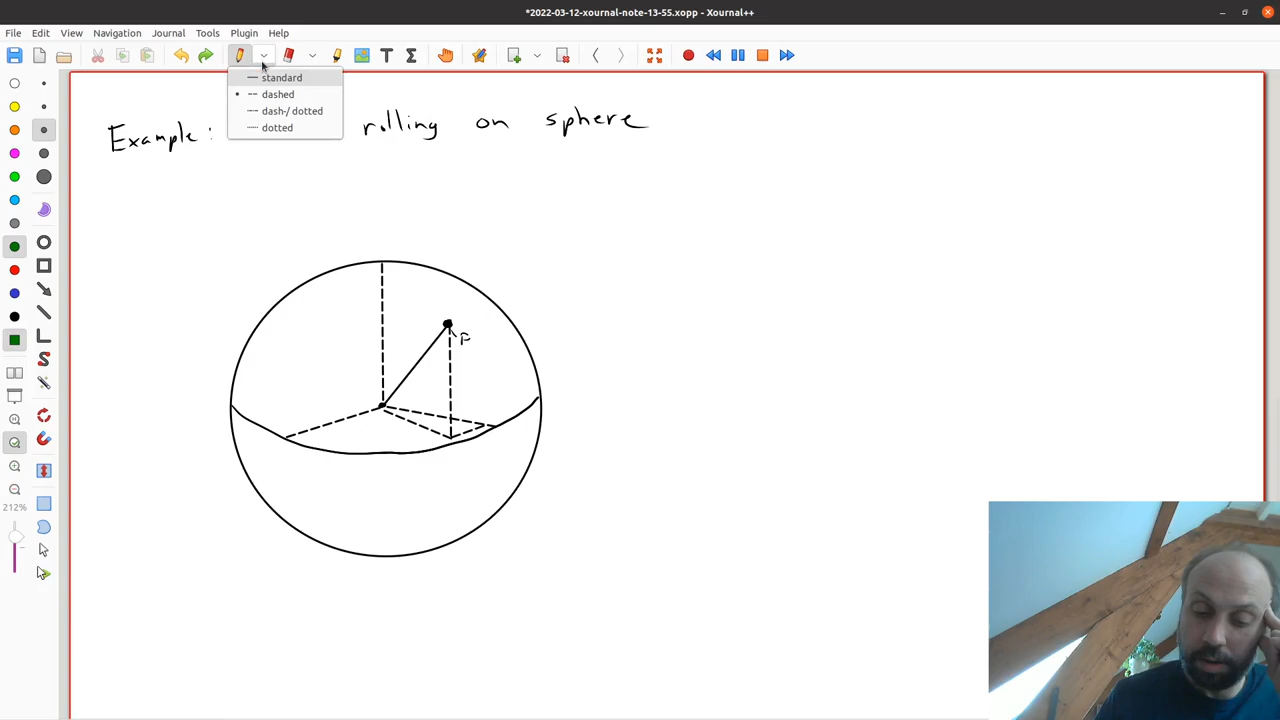 *2022-03-12-xournal-note-13-55.xopp - Xournal++
File Edit View Navigation Journal Tools Plugin Help
standard
dashed
dash-/ dotted
dotted
Example: rolling on sphere
P
212%